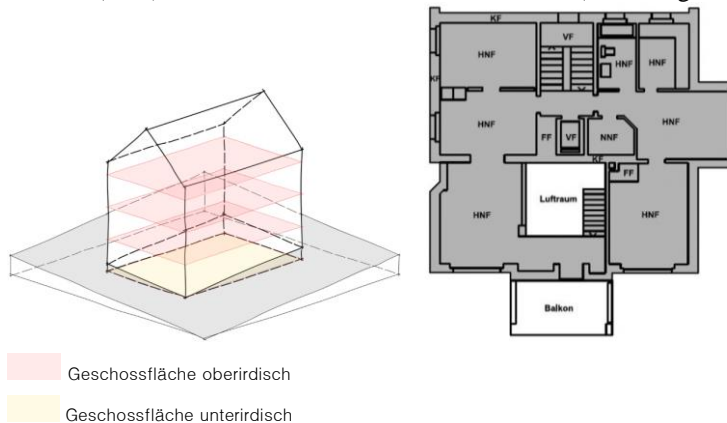 KF
VF
HNF
HNF
HNF
KF
HNF
HNF
FF
VF
NNF
KF
FF
Luftraum
HNF
HNF
Balkon
Geschossfläche oberirdisch
Geschossfläche unterirdisch